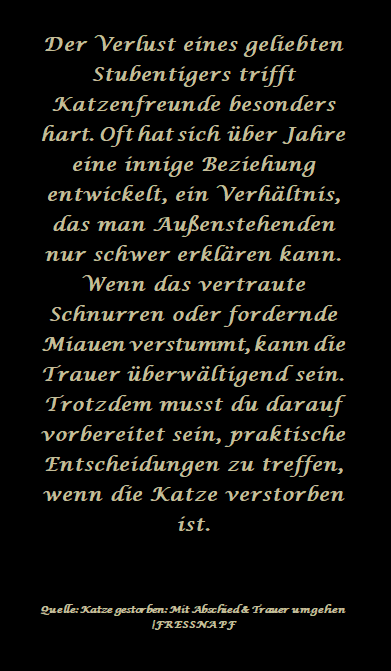 Der Verlust eines geliebten
Stubentigers trifft
Katzenfreunde besonders
hart. Oft hat sich über Jahre
eine innige Beziehung
entwickelt, ein Verhältnis,
das man Außenstehenden
nur schwer erklären kann.
Wenn das vertraute
Schnurren oder fordernde
Miauen verstummt, kann die
Trauer überwältigend sein.
Trotzdem musst du darauf
vorbereitet sein, praktische
Entscheidungen zu treffen,
wenn die Katze verstorben
ist.
Quelle: Katze gestorben: Mit Abschied & Trauer umgehen
|FRESSNAPF